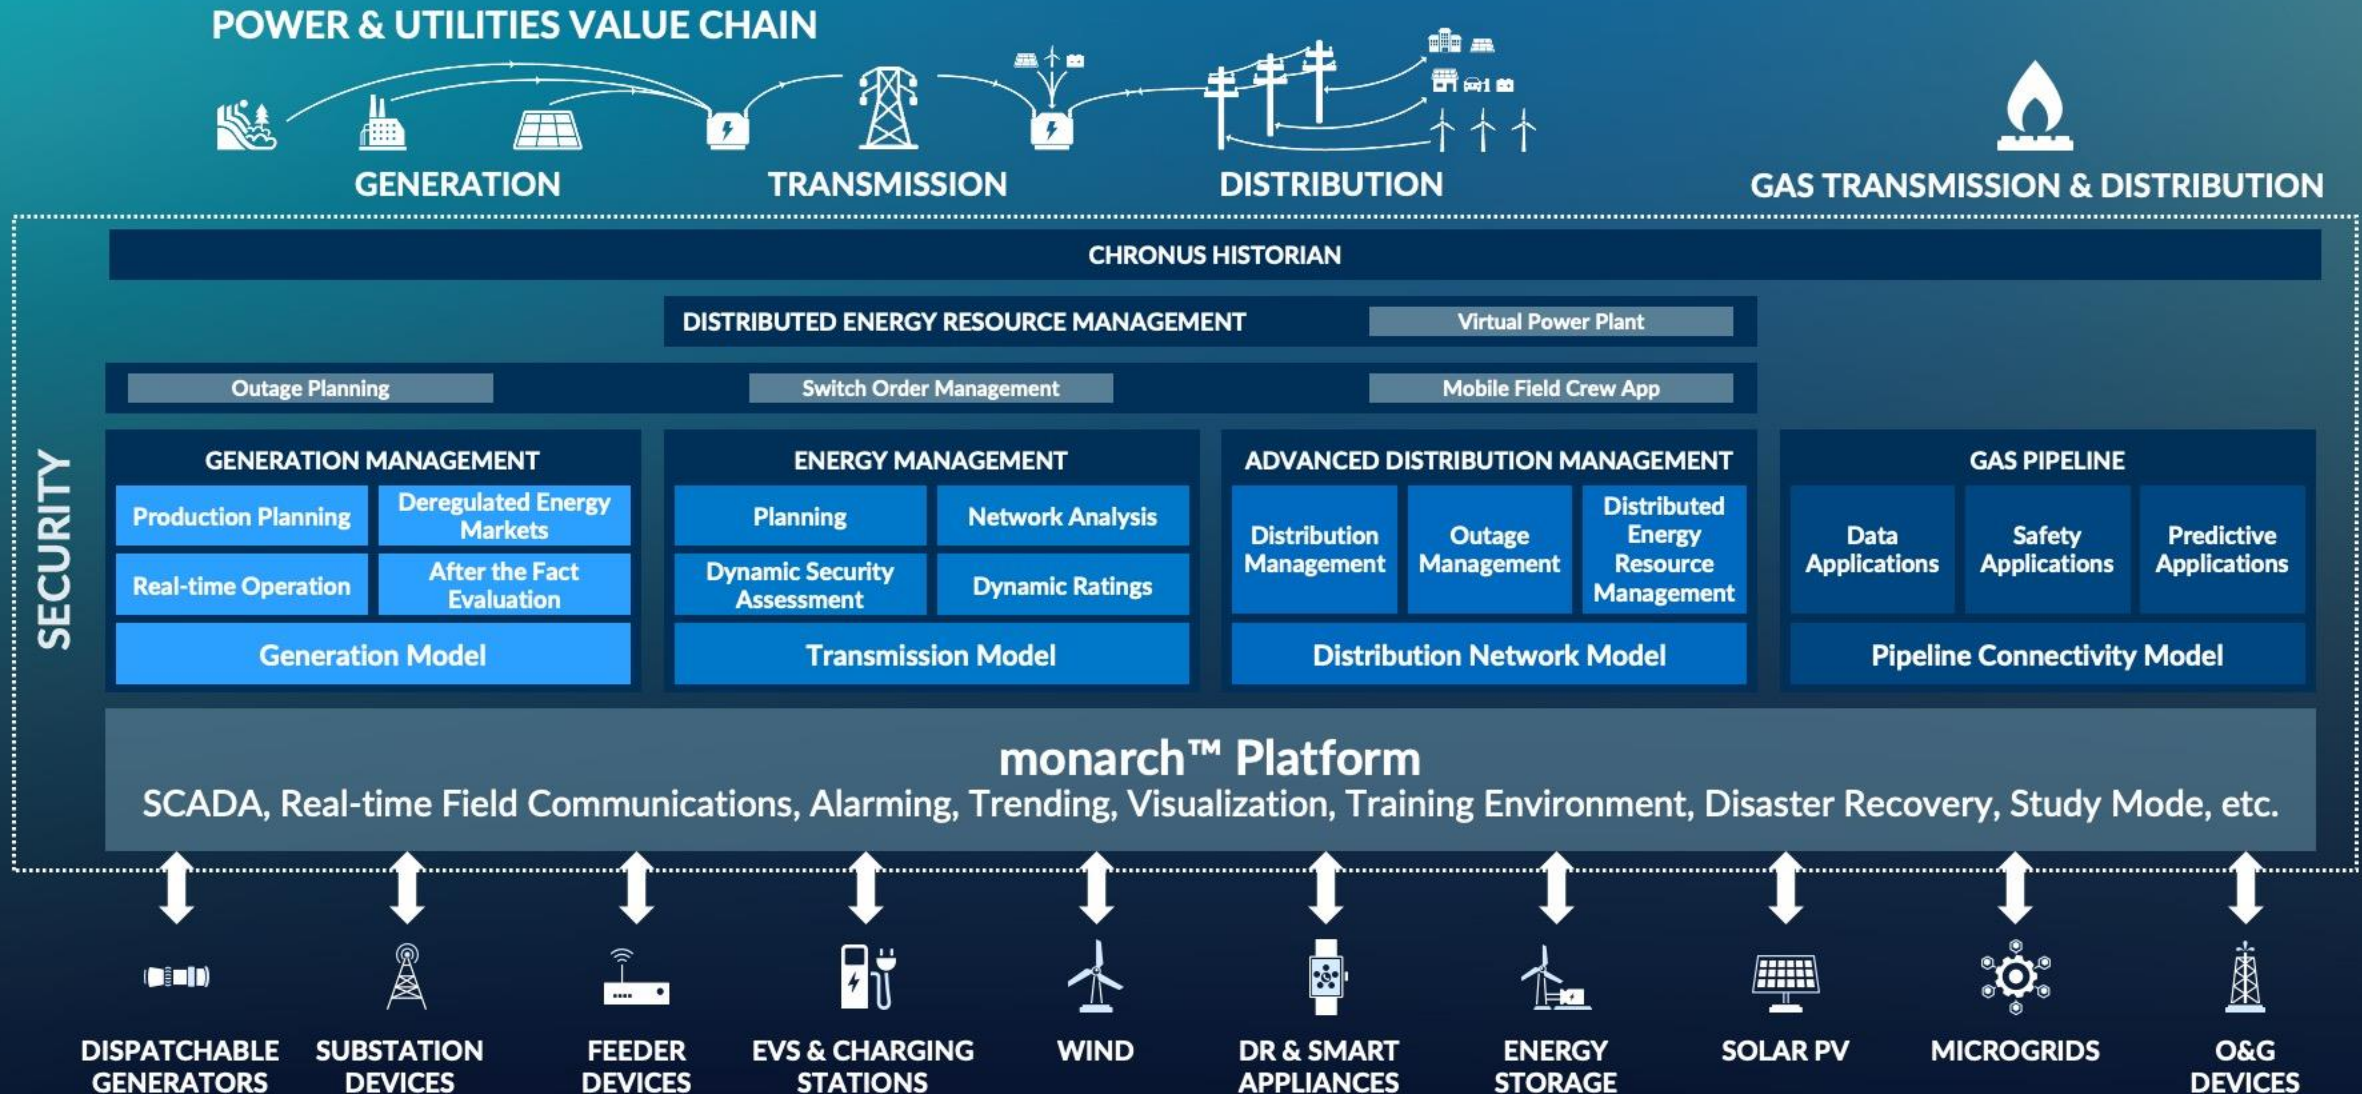 POWER & UTILITIES VALUE CHAIN
GENERATION
TRANSMISSION
DISTRIBUTION
GAS TRANSMISSION & DISTRIBUTION
SECURITY
CHRONUS HISTORIAN
DISTRIBUTED ENERGY RESOURCE MANAGEMENT
Virtual Power Plant
Outage Planning
Switch Order Management
Mobile Field Crew App
GENERATION MANAGEMENT
Production Planning
Deregulated Energy
Markets
Real-time Operation
After the Fact
Evaluation
Generation Model
ENERGY MANAGEMENT
Planning
Network Analysis
Dynamic Security
Assessment
Dynamic Ratings
Transmission Model
ADVANCED DISTRIBUTION MANAGEMENT
Distribution
Management
Outage
Management
Distributed
Energy
Resource
Management
Distribution Network Model
GAS PIPELINE
Data
Applications
Safety
Applications
Predictive
Applications
Pipeline Connectivity Model
monarch™ Platform
SCADA, Real-time Field Communications, Alarming, Trending, Visualization, Training Environment, Disaster Recovery, Study Mode, etc.
DISPATCHABLE
GENERATORS
SUBSTATION
DEVICES
FEEDER
DEVICES
EVS & CHARGING
STATIONS
WIND
DR & SMART
APPLIANCES
ENERGY
STORAGE
SOLAR PV
MICROGRIDS
O&G
DEVICES